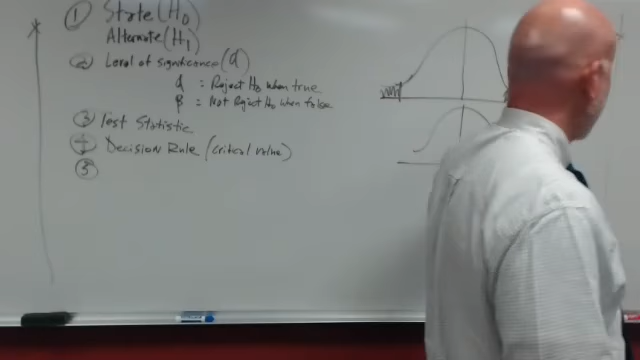 ① State (H₀)
Alternate (H₁)
② Level of significance (α)
α : Reject H₀ when true
β = Not Reject H₀ when false
③ Test Statistic
④ Decision Rule (critical value)
⑤